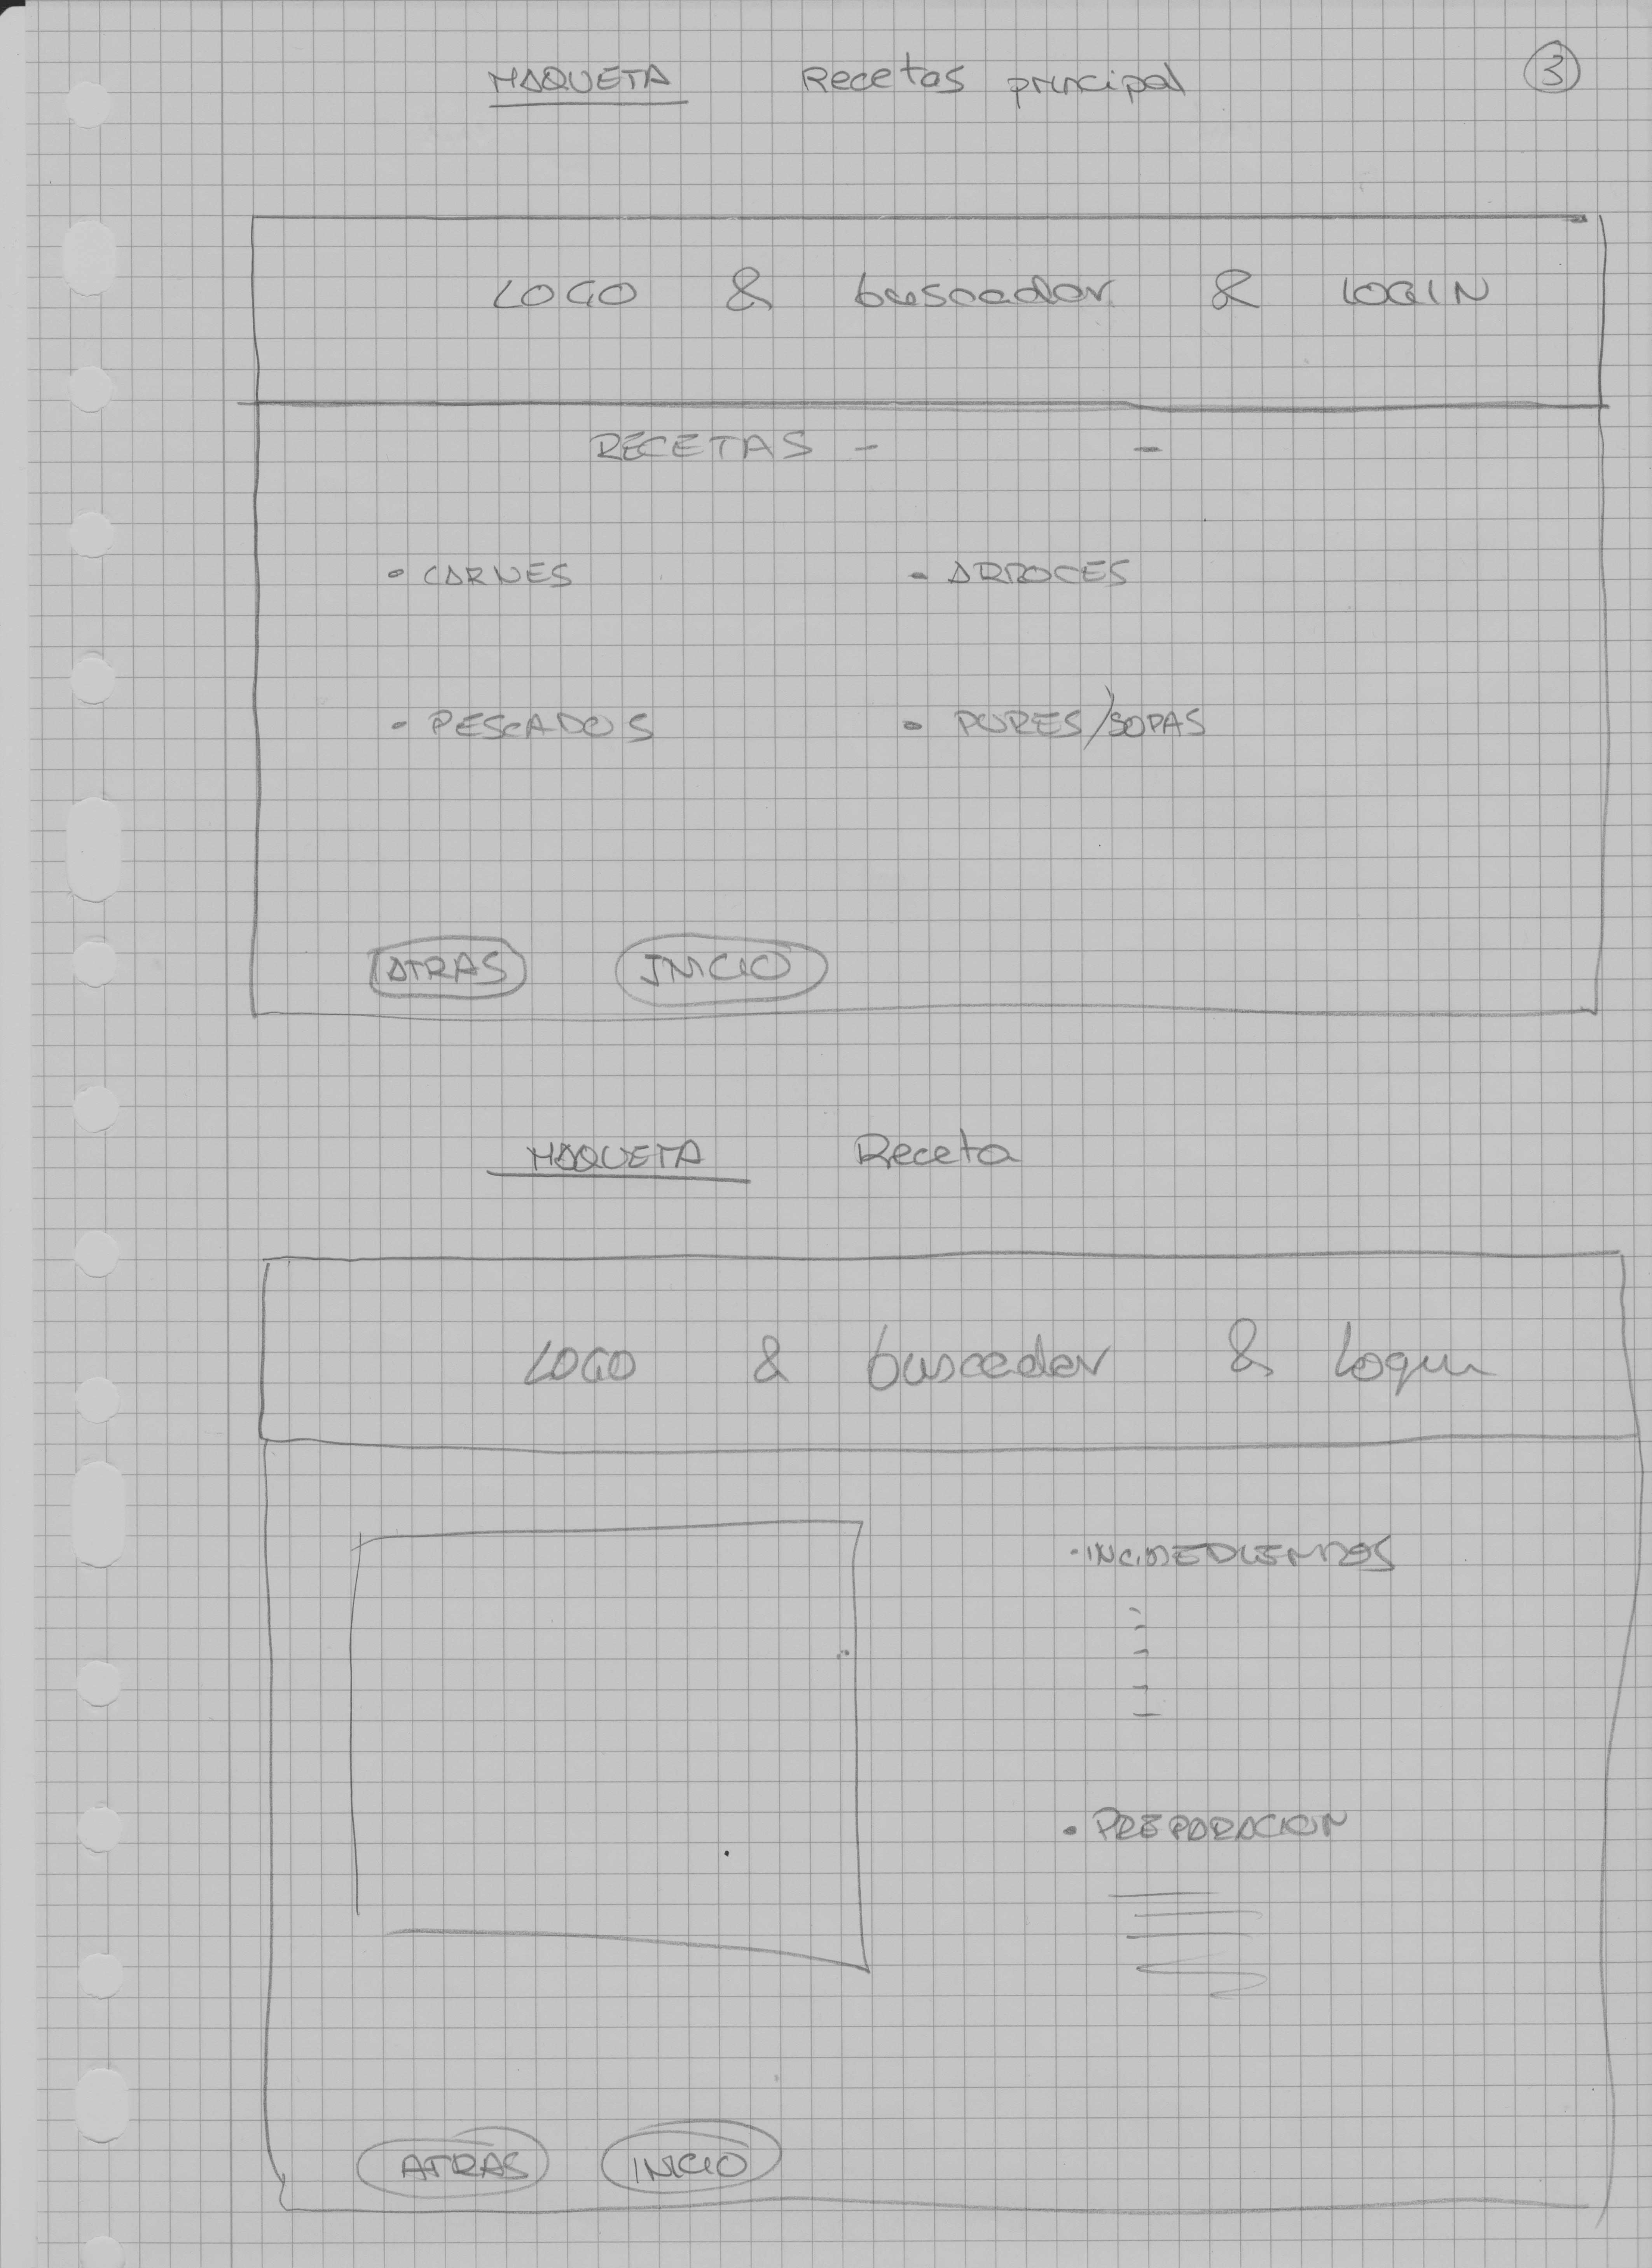 MAQUETA Recetas principal 3
LOGO & buscador & LOGIN
RECETAS - -
• CARNES • ARROCES
• PESCADOS • PURES/SOPAS
ATRAS INICIO
MAQUETA Receta
LOGO & buscador & Login
• INGREDIENTES
-
-
-
-
-
• PREPARACION
ATRAS INICIO